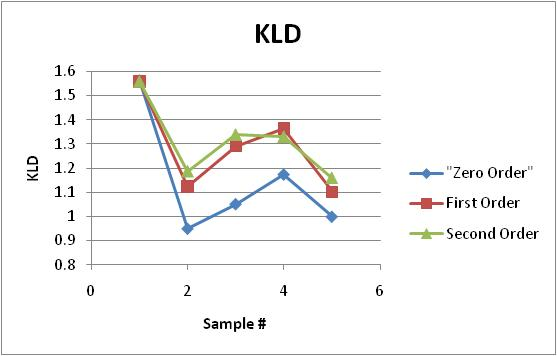 KLD
1.6
1.5
1.4
1.3
1.2
1.1
1
0.9
0.8
KLD
0
2
4
6
Sample #
"Zero Order"
First Order
Second Order